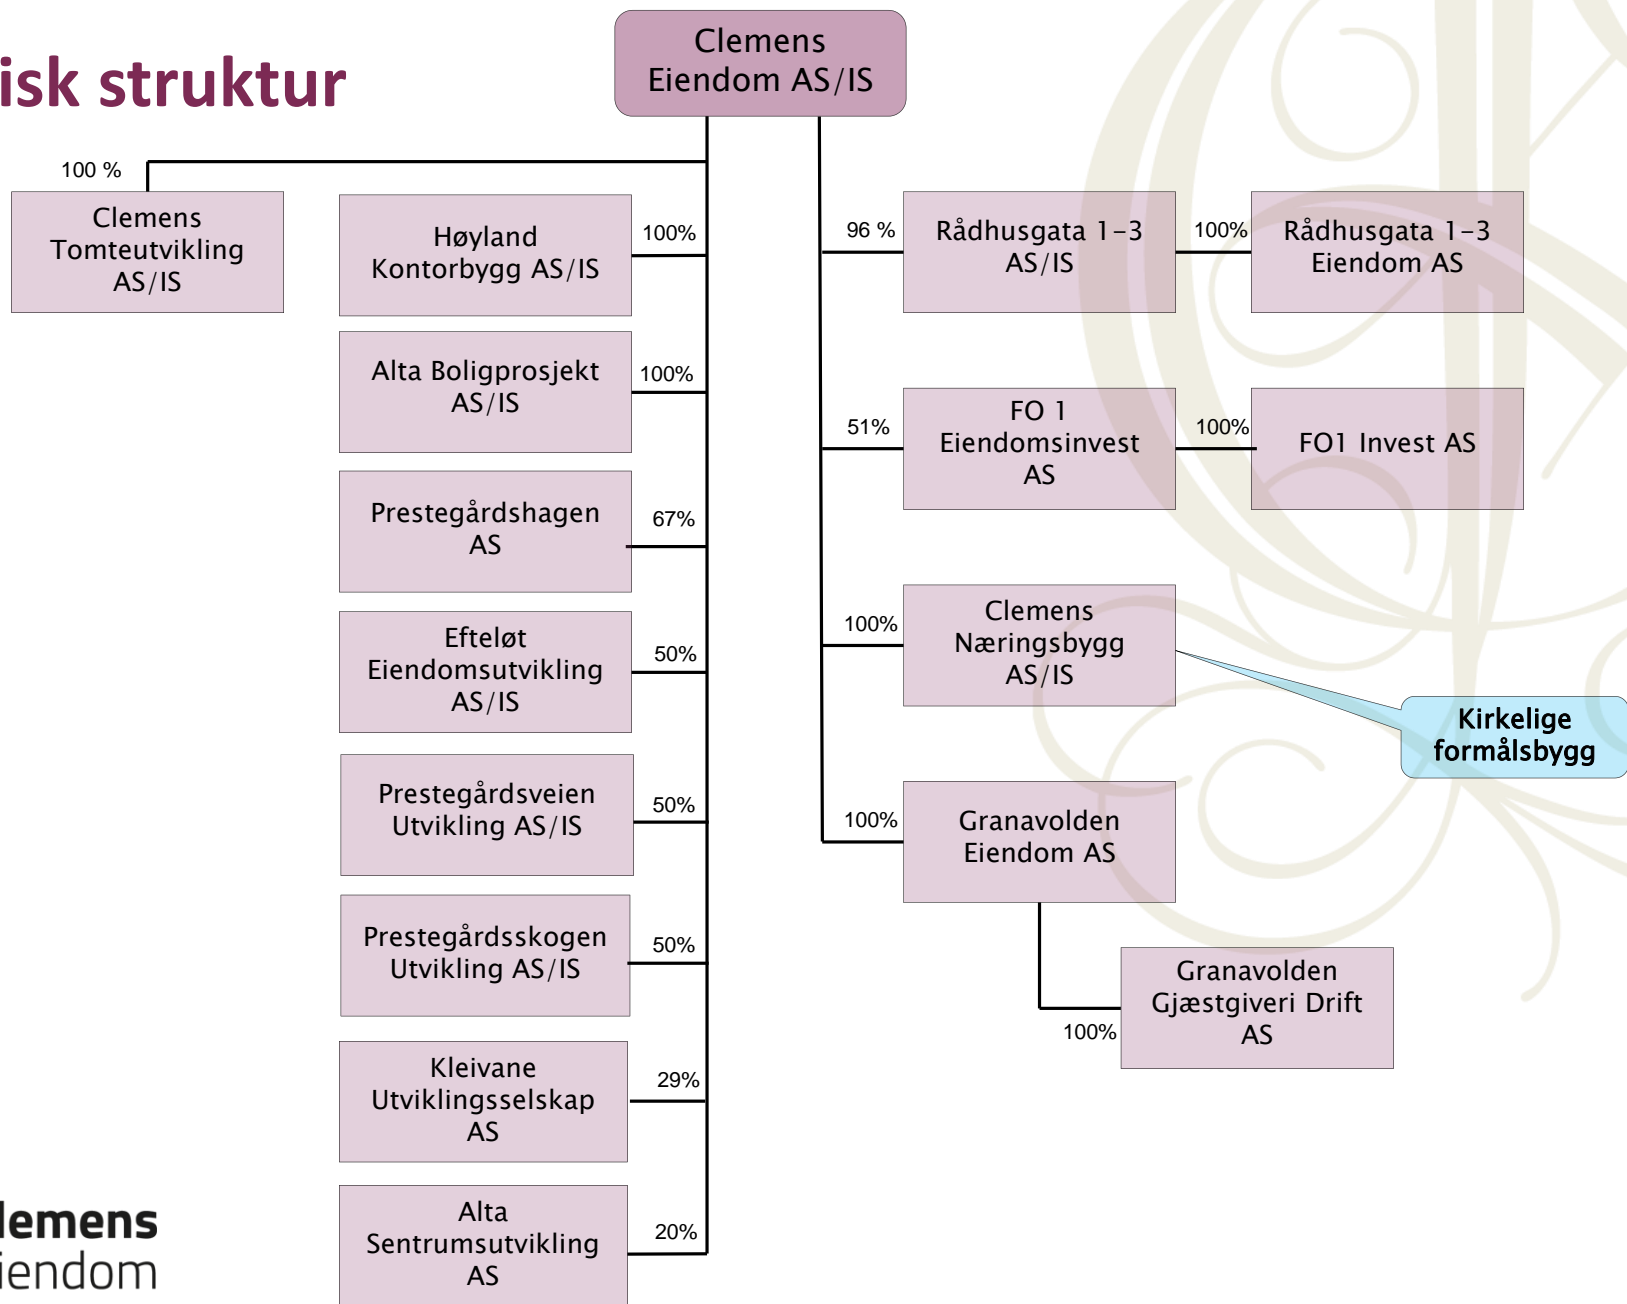 Clemens
Eiendom AS/IS
isk struktur
100 %
Clemens
Tomteutvikling
AS/IS
Høyland
Kontorbygg AS/IS
100%
Alta Boligprosjekt
AS/IS
100%
Prestegårdshagen
AS
67%
Efteløt
Eiendomsutvikling
AS/IS
50%
Prestegårdsveien
Utvikling AS/IS
50%
Prestegårdsskogen
Utvikling AS/IS
50%
Kleivane
Utviklingsselskap
AS
29%
Alta
Sentrumsutvikling
AS
20%
96 %
Rådhusgata 1-3
AS/IS
100%
Rådhusgata 1-3
Eiendom AS
51%
FO 1
Eiendomsinvest
AS
100%
FO1 Invest AS
100%
Clemens
Næringsbygg
AS/IS
Kirkelige
formålsbygg
100%
Granavolden
Eiendom AS
100%
Granavolden
Gjæstgiveri Drift
AS
lemens
iendom